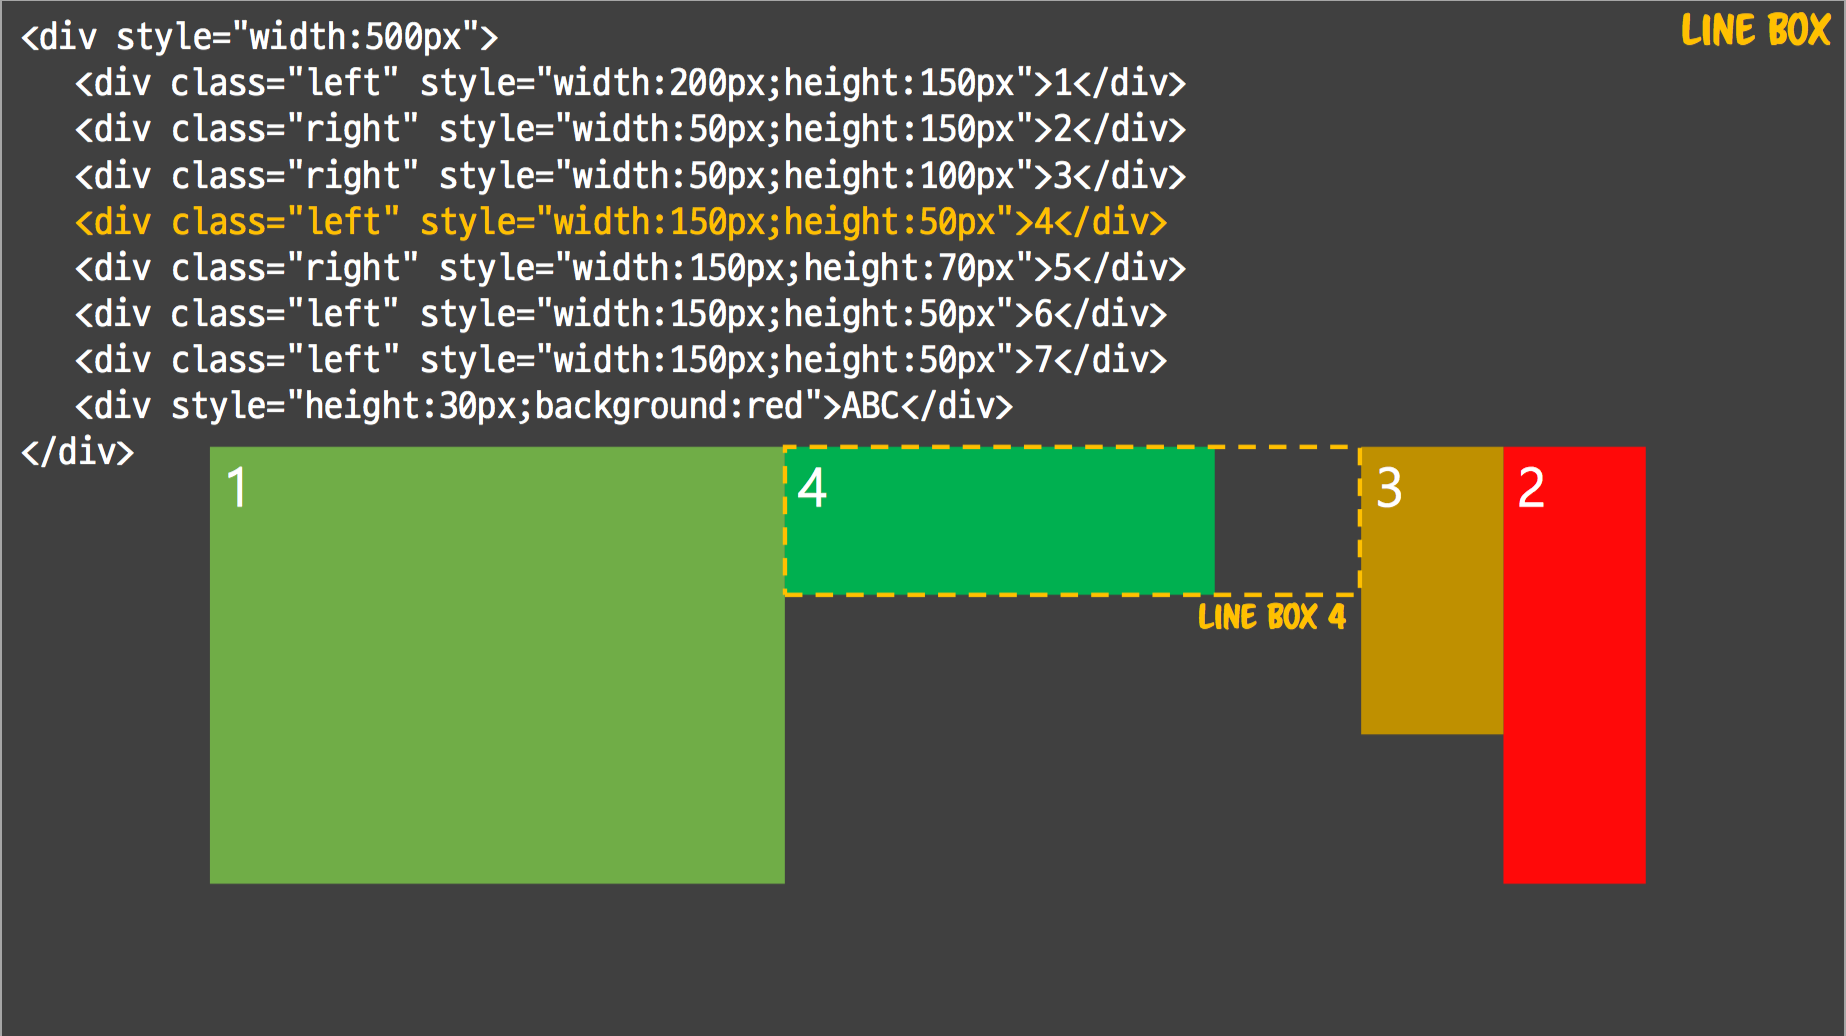 LINE BOX
<div style="width:500px">
<div class="left" style="width:200px;height:150px">1</div>
<div class="right" style="width:50px;height:150px">2</div>
<div class="right" style="width:50px;height:100px">3</div>
<div class="left" style="width:150px;height:50px">4</div>
<div class="right" style="width:150px;height:70px">5</div>
<div class="left" style="width:150px;height:50px">6</div>
<div class="left" style="width:150px;height:50px">7</div>
<div style="height:30px;background:red">ABC</div>
</div>
1 4 3 2
LINE BOX 4